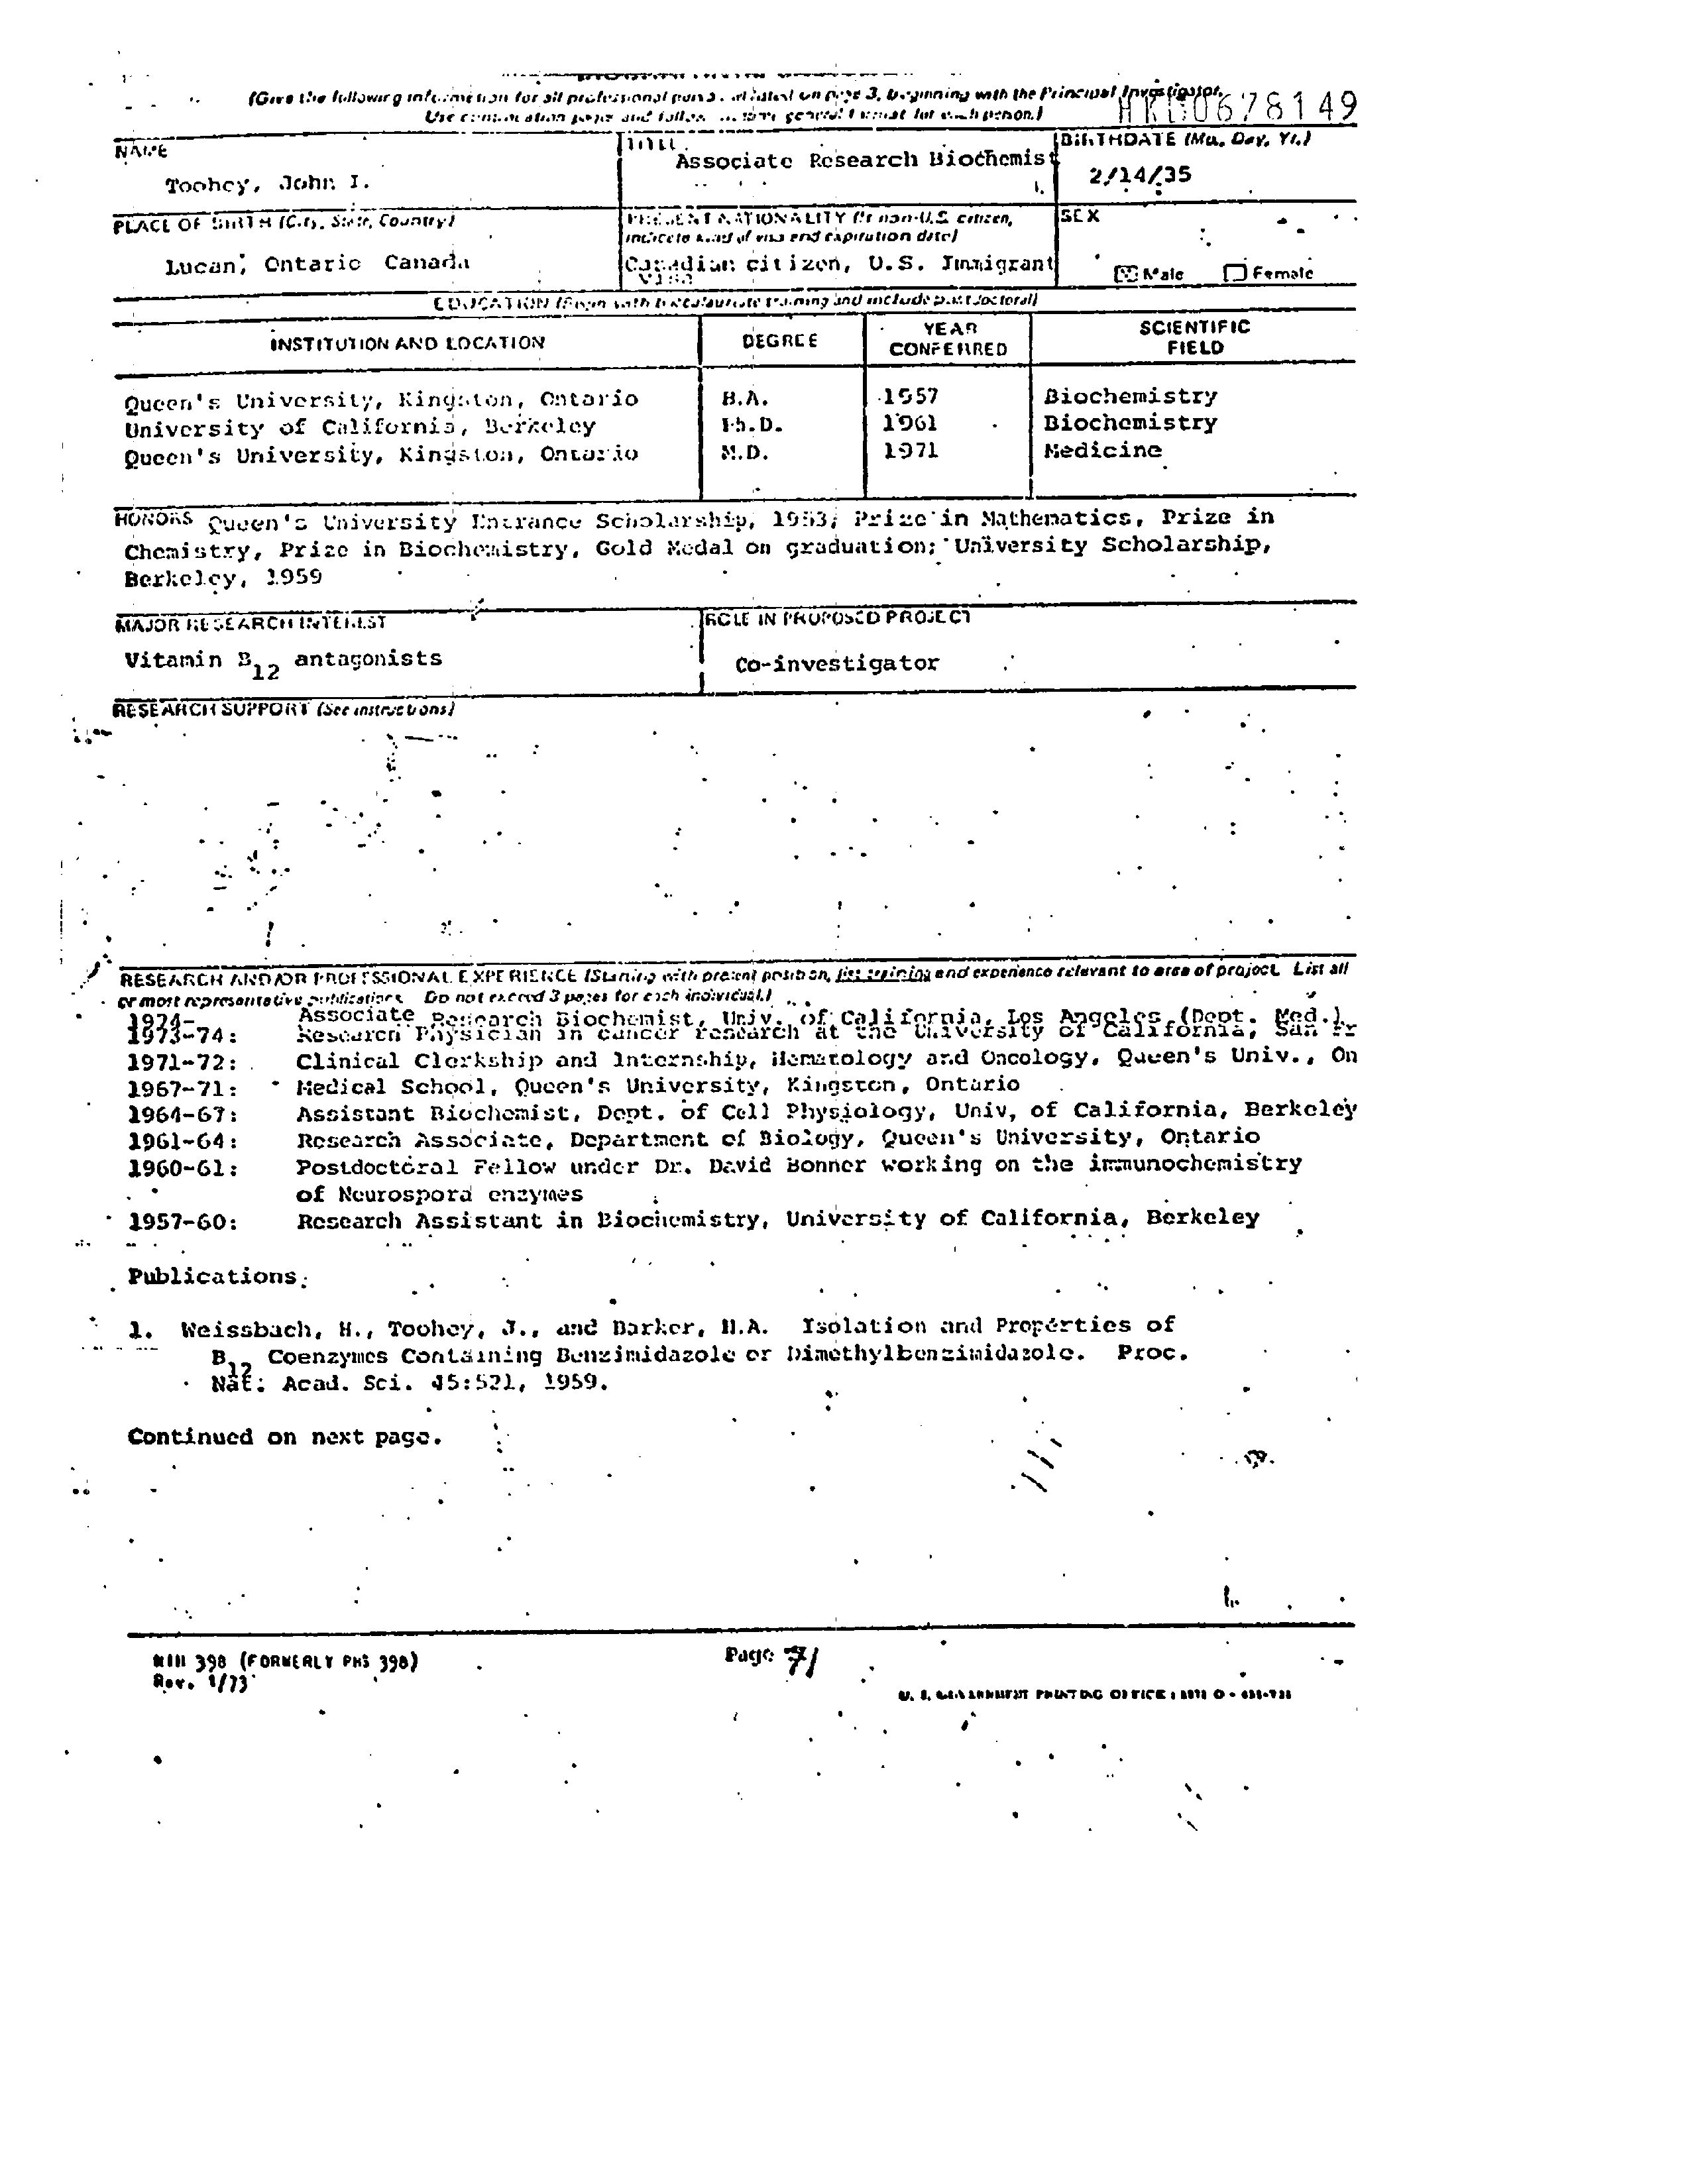 (Give the following information for all professional on page 3, beginning with the Principal Investigator.
Use continuation pages and follow the same general format for each person.)
HK00678149
NAME
TITLE
BIRTHDATE (Mo., Day, Yr.)
Toohey, John I.
Associate Research Biochemist
2/14/35
PLACE OF BIRTH (City, State, Country)
PRESENT NATIONALITY (If non-U.S. citizen,
indicate kind of visa and expiration date)
SEX
Lucan, Ontario Canada
Canadian citizen, U.S. Immigrant
Visa
Male Female
EDUCATION (Begin with baccalaureate training and include postdoctoral)
INSTITUTION AND LOCATION
DEGREE
YEAR
CONFERRED
SCIENTIFIC
FIELD
Queen's University, Kingston, Ontario B.A. 1957 Biochemistry
University of California, Berkeley Ph.D. 1961 Biochemistry
Queen's University, Kingston, Ontario M.D. 1971 Medicine
HONORS Queen's University Entrance Scholarship, 1953; Prize in Mathematics, Prize in
Chemistry, Prize in Biochemistry, Gold Medal on graduation; University Scholarship,
Berkeley, 1959
MAJOR RESEARCH INTEREST
ROLE IN PROPOSED PROJECT
Vitamin B12 antagonists
Co-investigator
RESEARCH SUPPORT (See instructions)
RESEARCH AND/OR PROFESSIONAL EXPERIENCE (Starting with present position, list training and experience relevant to area of project. List all
or most representative publications. Do not exceed 3 pages for each individual.)
1974- Associate Research Biochemist, Univ. of California, Los Angeles (Dept. Med.)
1973-74: Research Physician in cancer research at the University of California, San Fr
1971-72: Clinical Clerkship and Internship, Hematology and Oncology, Queen's Univ., On
1967-71: Medical School, Queen's University, Kingston, Ontario
1964-67: Assistant Biochemist, Dept. of Cell Physiology, Univ, of California, Berkeley
1961-64: Research Associate, Department of Biology, Queen's University, Ontario
1960-61: Postdoctoral Fellow under Dr. David Bonner working on the immunochemistry
of Neurospora enzymes
1957-60: Research Assistant in Biochemistry, University of California, Berkeley
Publications:
1. Weissbach, H., Toohey, J., and Barker, H.A. Isolation and Properties of
B12 Coenzymes Containing Benzimidazole or Dimethylbenzimidazole. Proc.
Nat. Acad. Sci. 45:521, 1959.
Continued on next page.
NIH 398 (FORMERLY PHS 398)
Rev. 1/73
Page 71
U. S. GOVERNMENT PRINTING OFFICE :